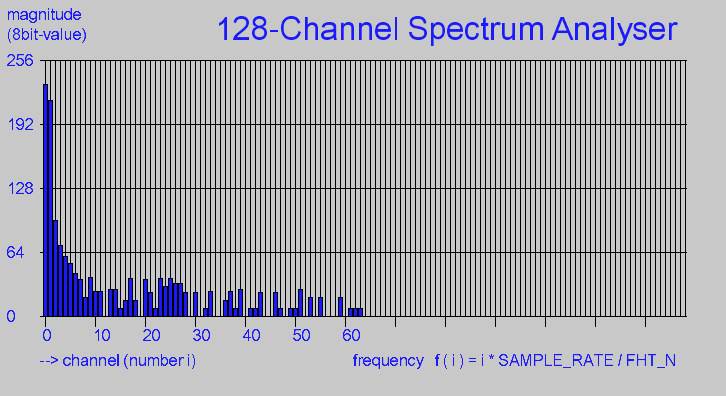 magnitude
(8bit-value)
128-Channel Spectrum Analyser
256
192
128
64
0
0 10 20 30 40 50 60
--> channel (number i)
frequency f ( i ) = i * SAMPLE_RATE / FHT_N